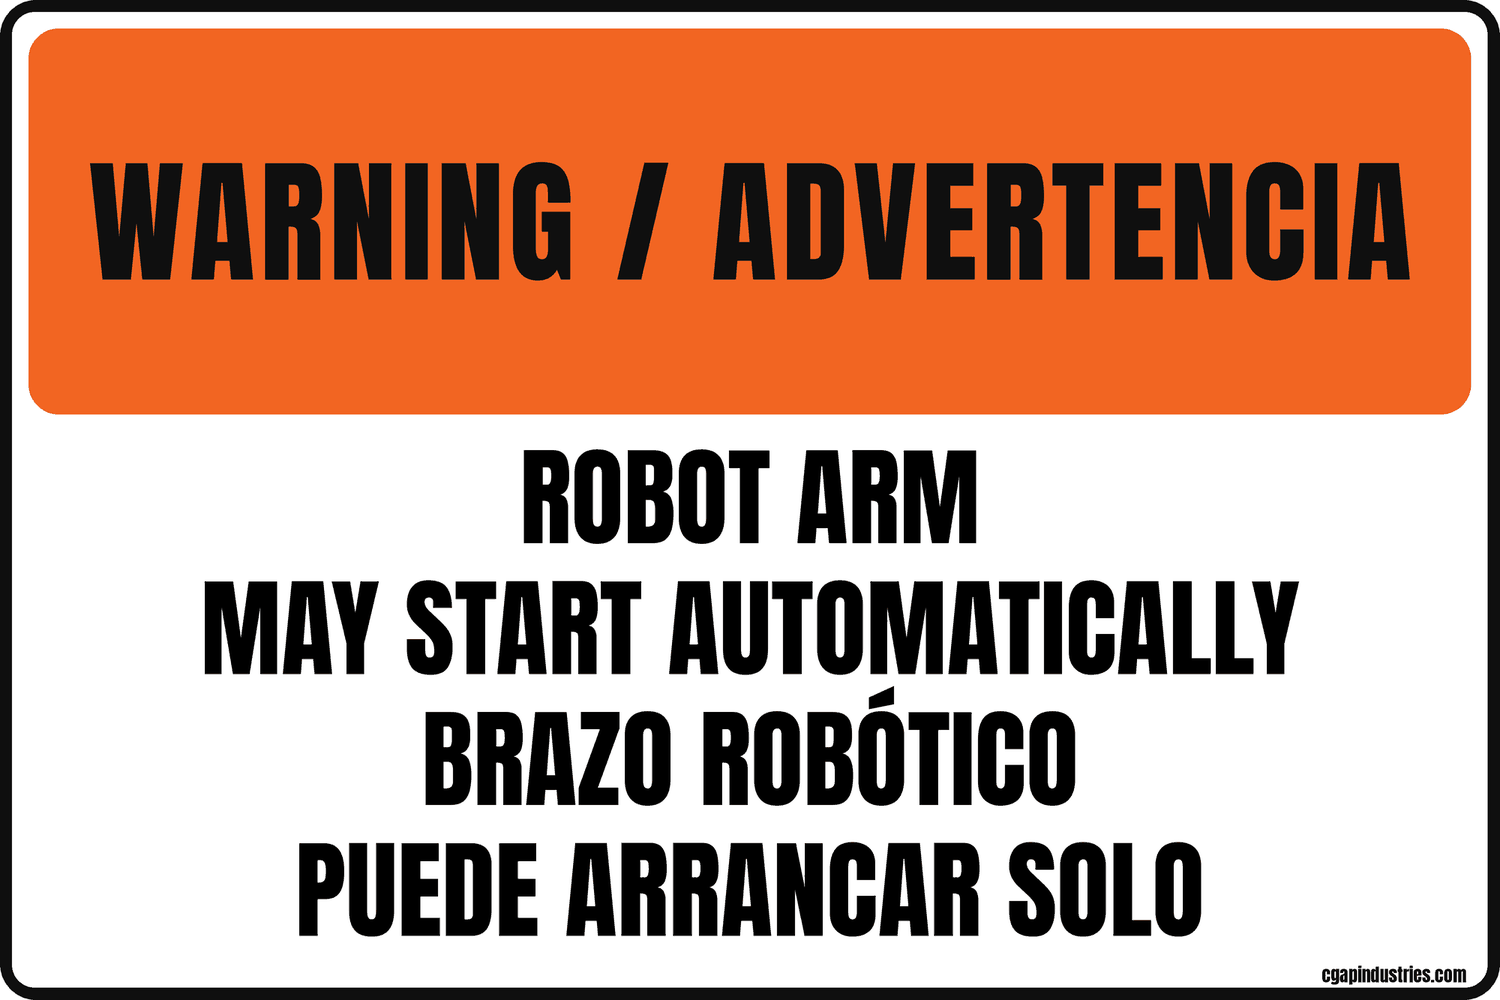 WARNING / ADVERTENCIA
ROBOT ARM
MAY START AUTOMATICALLY
BRAZO ROBÓTICO
PUEDE ARRANCAR SOLO
cgapindustries.com